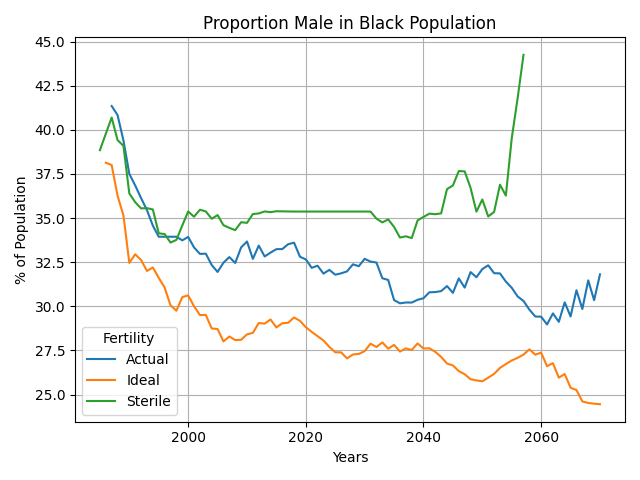 Proportion Male in Black Population
45.0
42.5
40.0
37.5
35.0
32.5
30.0
27.5
25.0
% of Population
Fertility
Actual
Ideal
Sterile
2000 2020 2040 2060
Years